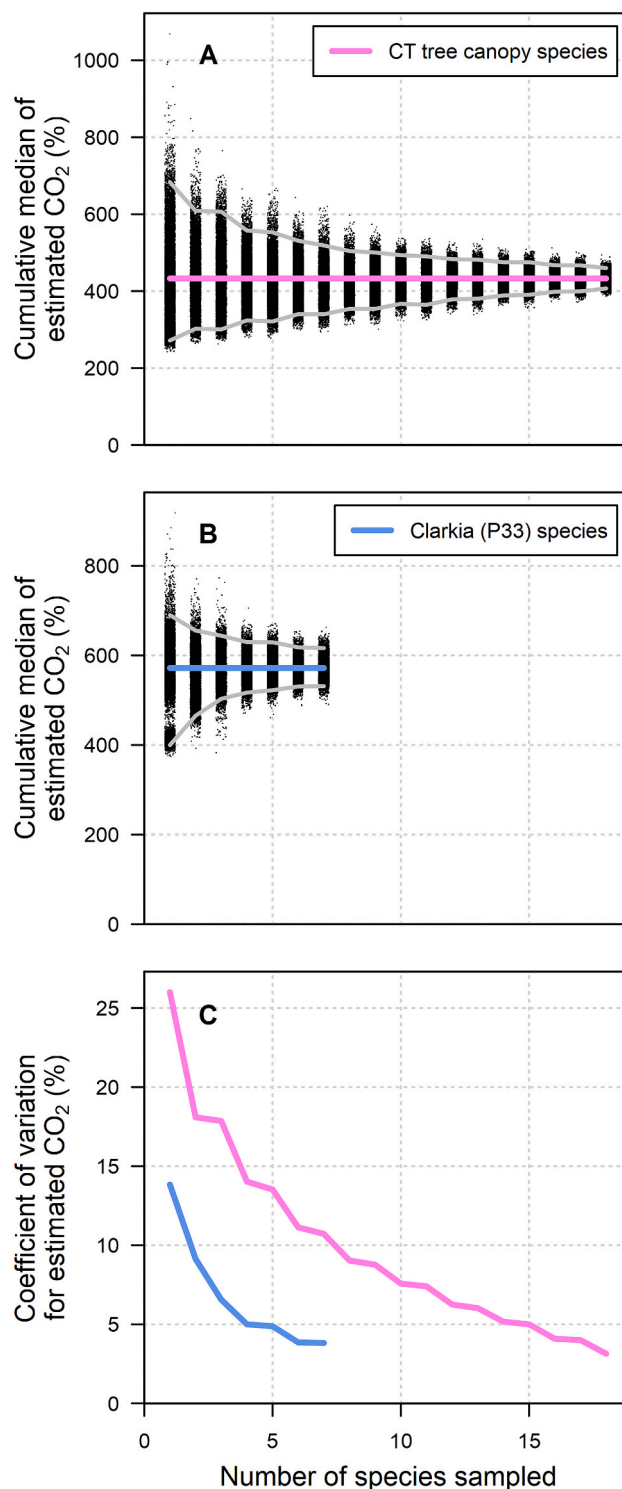 A
CT tree canopy species
Cumulative median of
estimated CO₂ (%)
1000
800
600
400
200
0
B
Clarkia (P33) species
Cumulative median of
estimated CO₂ (%)
800
600
400
200
0
C
Coefficient of variation
for estimated CO₂ (%)
25
20
15
10
5
0
0 5 10 15
Number of species sampled